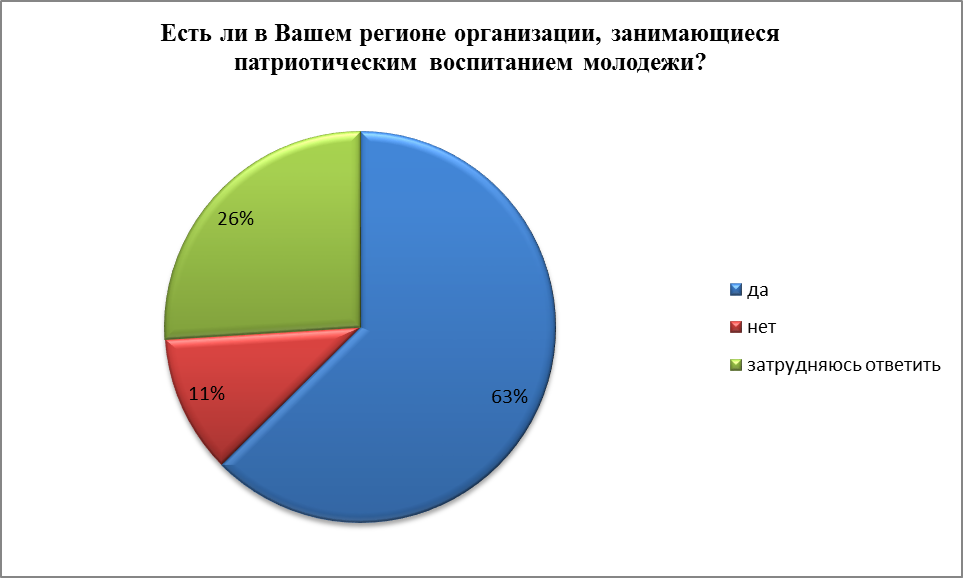 Есть ли в Вашем регионе организации, занимающиеся
патриотическим воспитанием молодежи?
26%
11%
63%
да
нет
затрудняюсь ответить